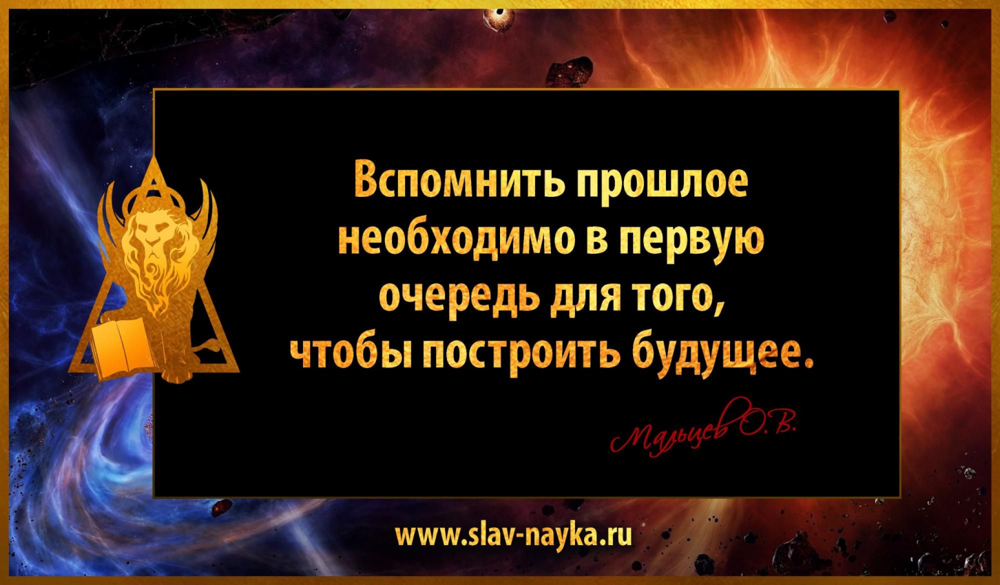 Вспомнить прошлое
необходимо в первую
очередь для того,
чтобы построить будущее.
Мальцев О.В.
www.slav-nayka.ru